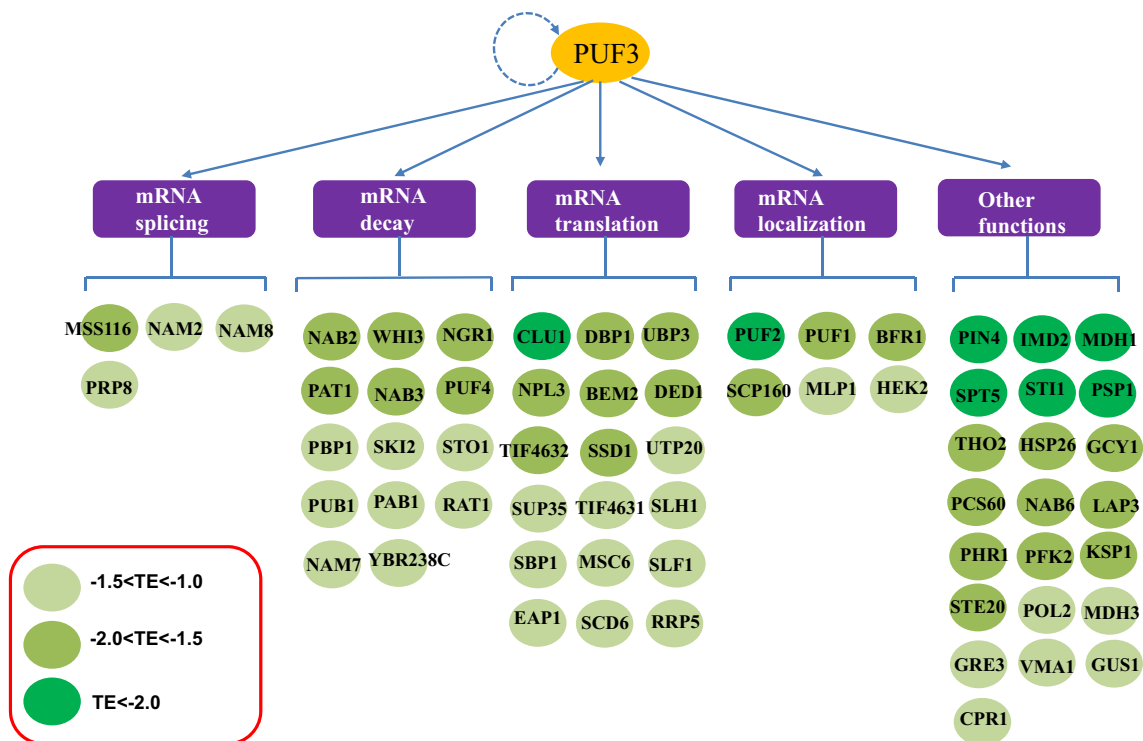 PUF3
mRNA
splicing
mRNA
decay
mRNA
translation
mRNA
localization
Other
functions
MSS116 NAM2 NAM8
PRP8
NAB2 WHI3 NGR1
PAT1 NAB3 PUF4
PBP1 SKI2 STO1
PUB1 PAB1 RAT1
NAM7 YBR238C
CLU1 DBP1 UBP3
NPL3 BEM2 DED1
TIF4632 SSD1 UTP20
SUP35 TIF4631 SLH1
SBP1 MSC6 SLF1
EAP1 SCD6 RRP5
PUF2 PUF1 BFR1
SCP160 MLP1 HEK2
PIN4 IMD2 MDH1
SPT5 STI1 PSP1
THO2 HSP26 GCY1
PCS60 NAB6 LAP3
PHR1 PFK2 KSP1
STE20 POL2 MDH3
GRE3 VMA1 GUS1
CPR1
-1.5<TE<-1.0
-2.0<TE<-1.5
TE<-2.0